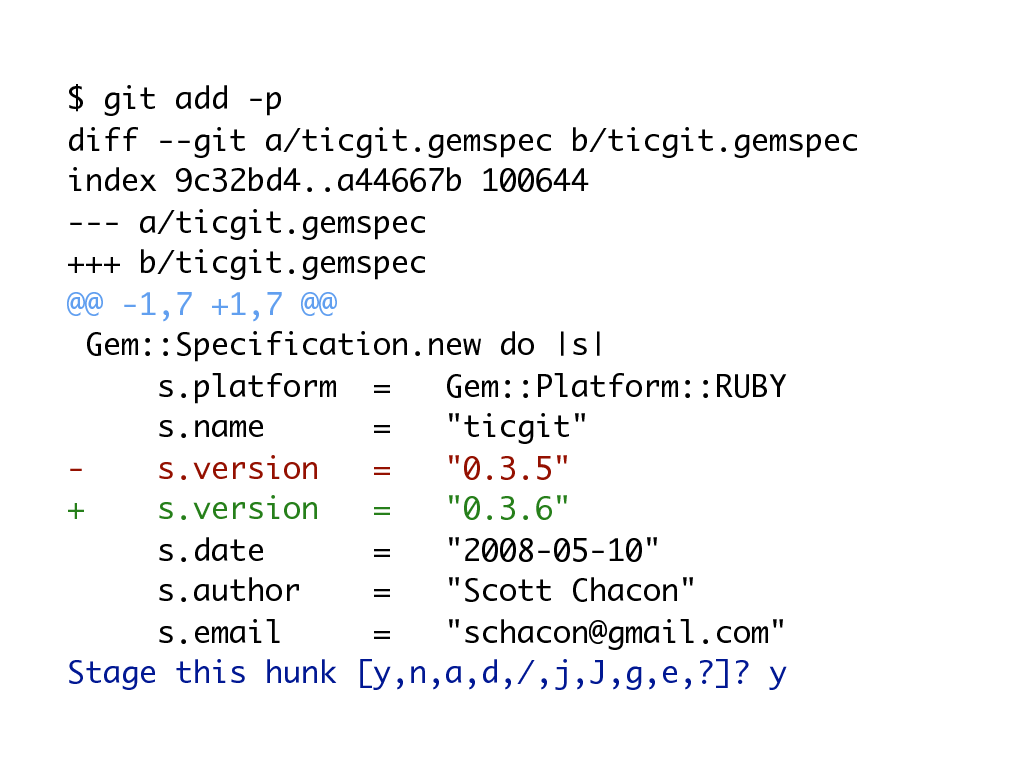 $ git add -p
diff --git a/ticgit.gemspec b/ticgit.gemspec
index 9c32bd4..a44667b 100644
--- a/ticgit.gemspec
+++ b/ticgit.gemspec
@@ -1,7 +1,7 @@
 Gem::Specification.new do |s|
     s.platform  =   Gem::Platform::RUBY
     s.name      =   "ticgit"
-    s.version   =   "0.3.5"
+    s.version   =   "0.3.6"
     s.date      =   "2008-05-10"
     s.author    =   "Scott Chacon"
     s.email     =   "schacon@gmail.com"
Stage this hunk [y,n,a,d,/,j,J,g,e,?]? y